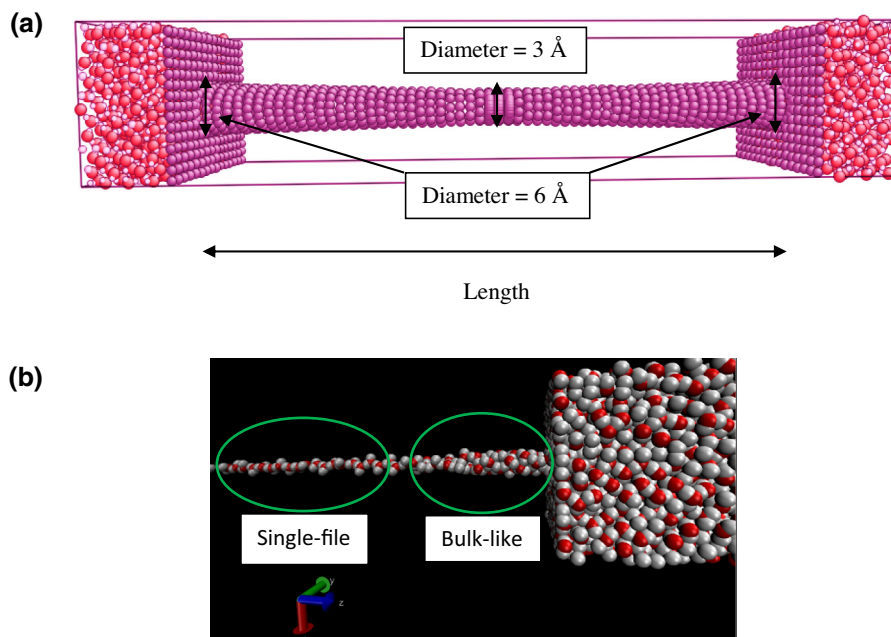 (a)
Diameter = 3 Å
Diameter = 6 Å
Length
(b)
Single-file
Bulk-like
y
z